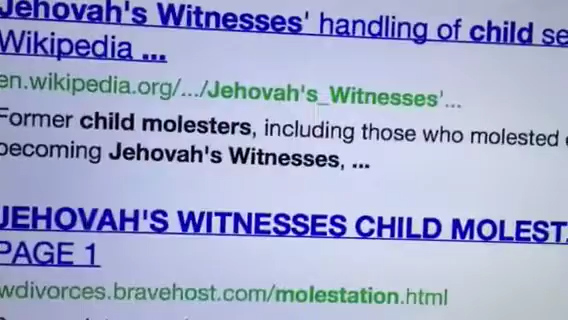 Jehovah's Witnesses' handling of child se
Wikipedia ...
en.wikipedia.org/.../Jehovah's_Witnesses'...
Former child molesters, including those who molested
becoming Jehovah's Witnesses, ...
JEHOVAH'S WITNESSES CHILD MOLEST
PAGE 1
wdivorces.bravehost.com/molestation.html